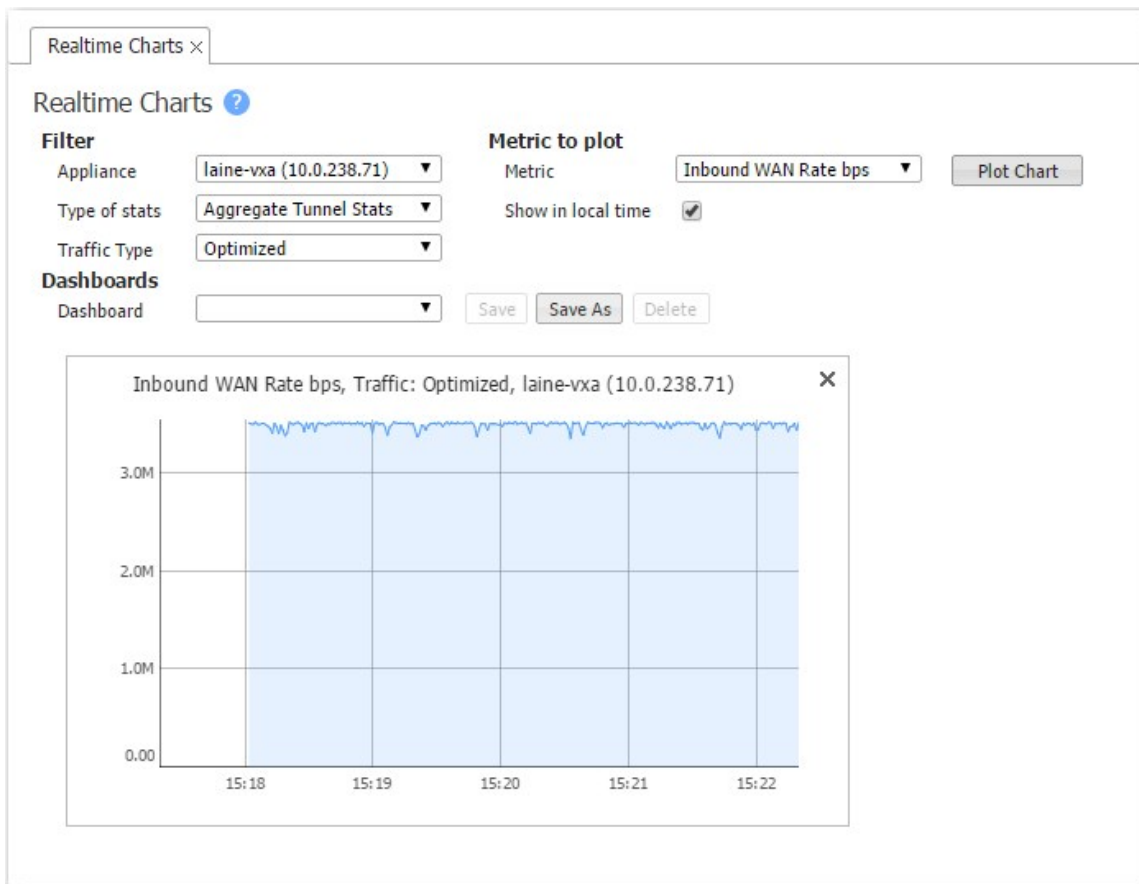 Realtime Charts ×
Realtime Charts ?
Filter
Metric to plot
Appliance laine-vxa (10.0.238.71)
Metric Inbound WAN Rate bps Plot Chart
Type of stats Aggregate Tunnel Stats
Show in local time
Traffic Type Optimized
Dashboards
Dashboard Save Save As Delete
Inbound WAN Rate bps, Traffic: Optimized, laine-vxa (10.0.238.71)
3.0M
2.0M
1.0M
0.00
15:18 15:19 15:20 15:21 15:22